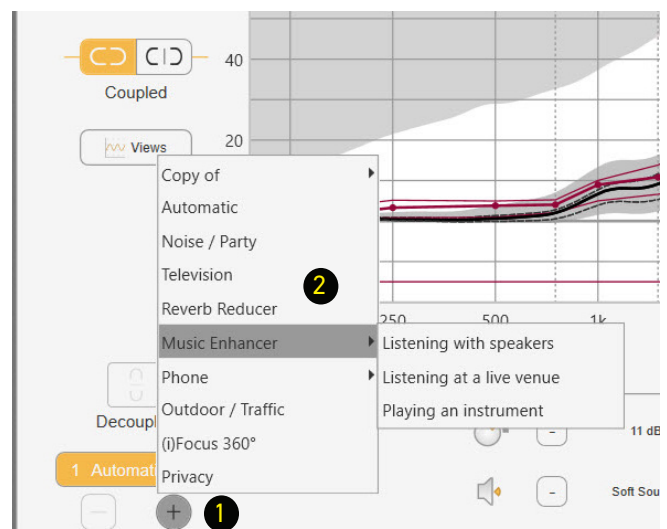 40
Coupled
20
Views
Copy of
Automatic
Noise / Party
Television
2
Reverb Reducer
250
500
1k
Music Enhancer
Listening with speakers
Phone
Listening at a live venue
Outdoor / Traffic
Playing an instrument
Decoupl
(i)Focus 360°
11 dB
1 Automat
Privacy
Soft Sou
1